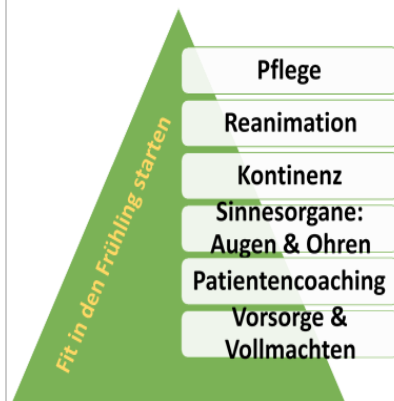 Fit in den Frühling starten
Pflege
Reanimation
Kontinenz
Sinnesorgane:
Augen & Ohren
Patientencoaching
Vorsorge &
Vollmachten